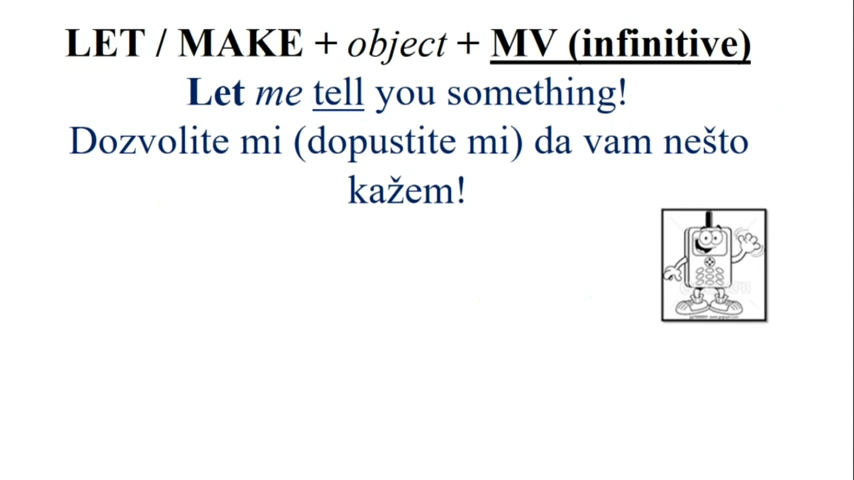 LET / MAKE + object + MV (infinitive)
Let me tell you something!
Dozvolite mi (dopustite mi) da vam nešto
kažem!